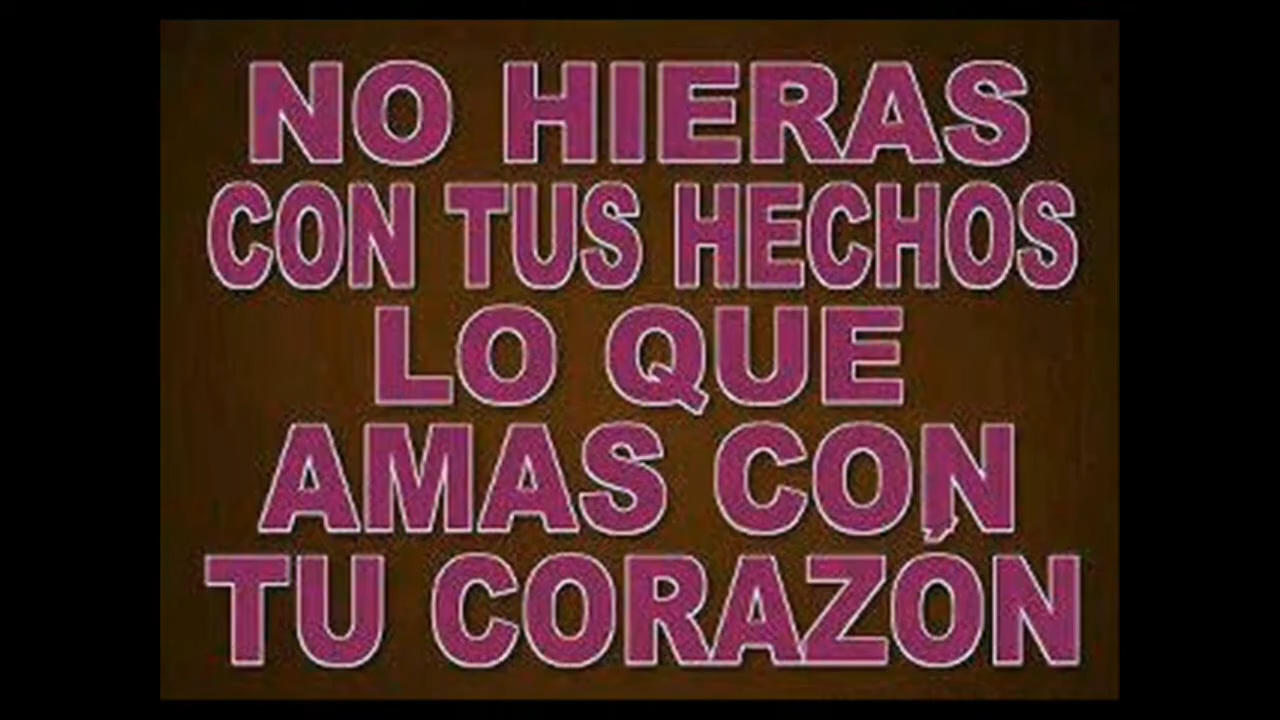 NO HIERAS
CON TUS HECHOS
LO QUE
AMAS CON
TU CORAZÓN